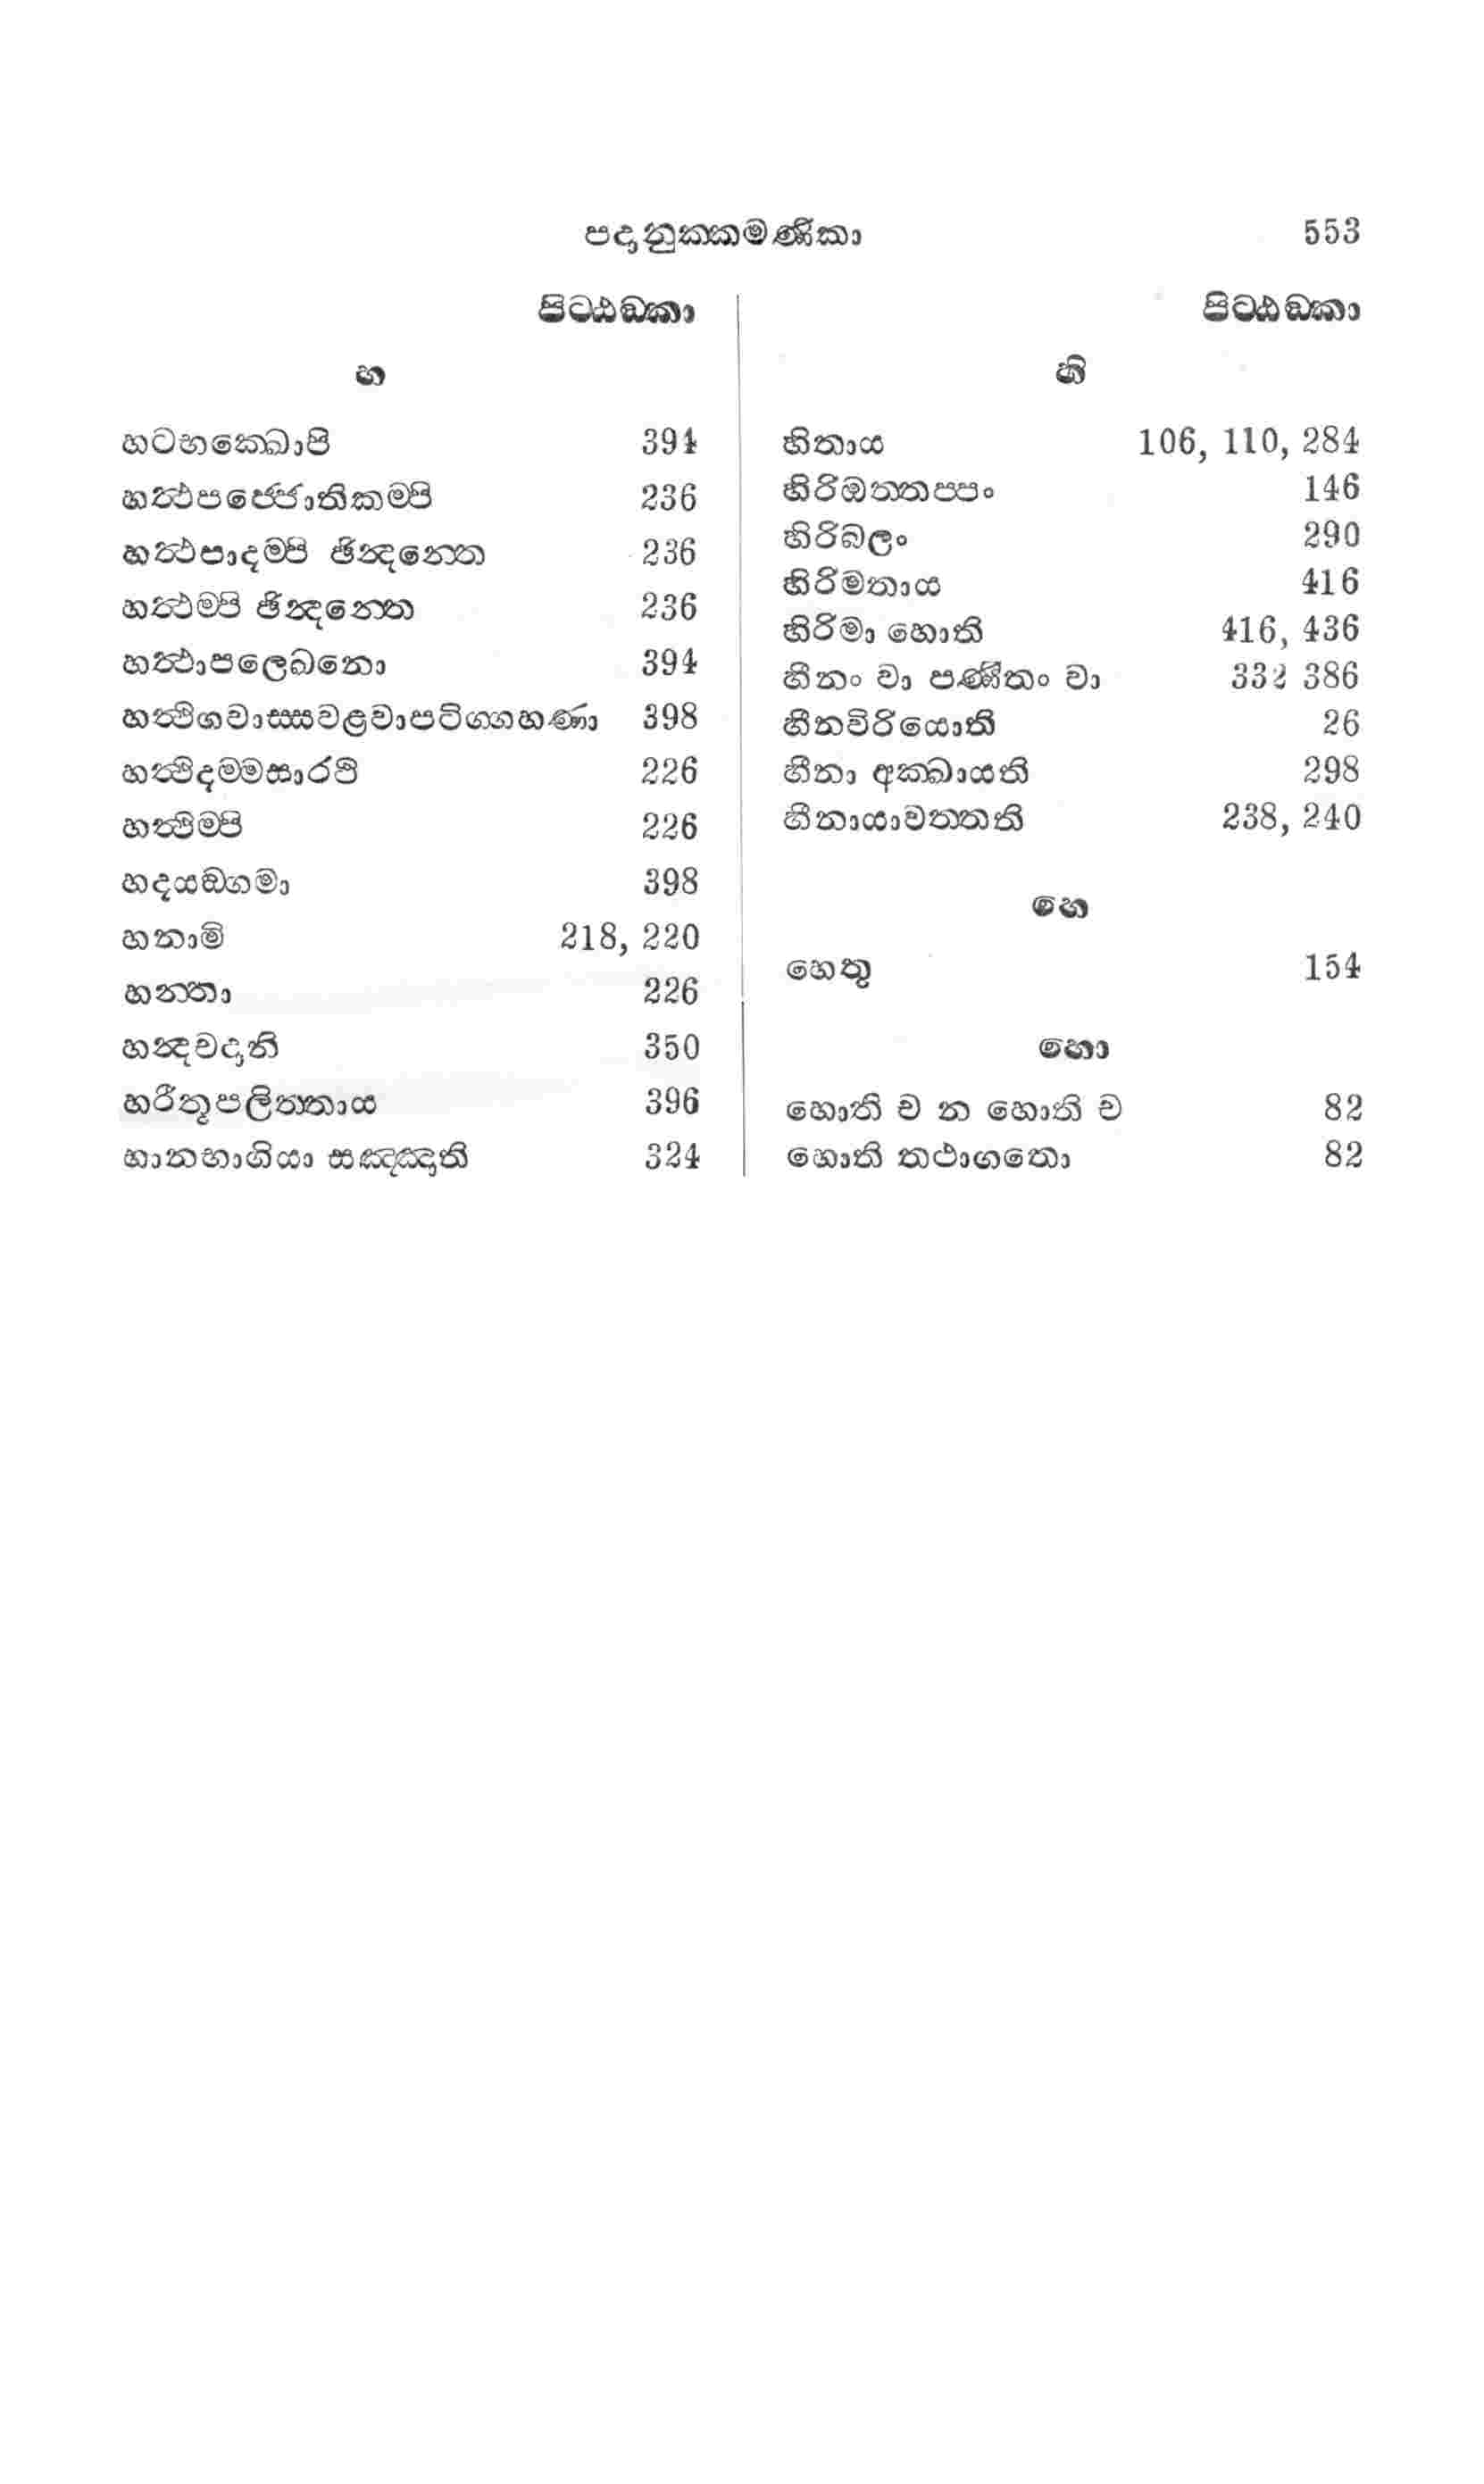 පදානුක්කමණිකා 553
පිට්ඨඞ්කා
හ
හටභක්ඛොපි 394
හත්ථපජ්ජොතිකම්පි 236
හත්ථපාදම්පි ඡින්දන්තෙ 236
හත්ථම්පි ඡින්දන්තෙ 236
හත්ථාපලෙඛනො 394
හත්ථිගවාස්සවළවාපටිග්ගහණා 398
හත්ථිදම්මසාරථි 226
හත්ථිම්පි 226
හදයඞ්ගමා 398
හනාමි 218, 220
හන්තා 226
හන්දවදානි 350
හරීතූපලිත්තාය 396
හානභාගියා සඤ්ඤාති 324
පිට්ඨඞ්කා
හි
හිතාය 106, 110, 284
හිරිඔත්තප්පං 146
හිරිබලං 290
හිරිමතාය 416
හිරිමා හොති 416, 436
හීනං වා පණීතං වා 332 386
හීනවිරියොති 26
හීනා අක්ඛායති 298
හීනායාවත්තති 238, 240
හෙ
හෙතු 154
හො
හොති ච න හොති ච 82
හොති තථාගතො 82